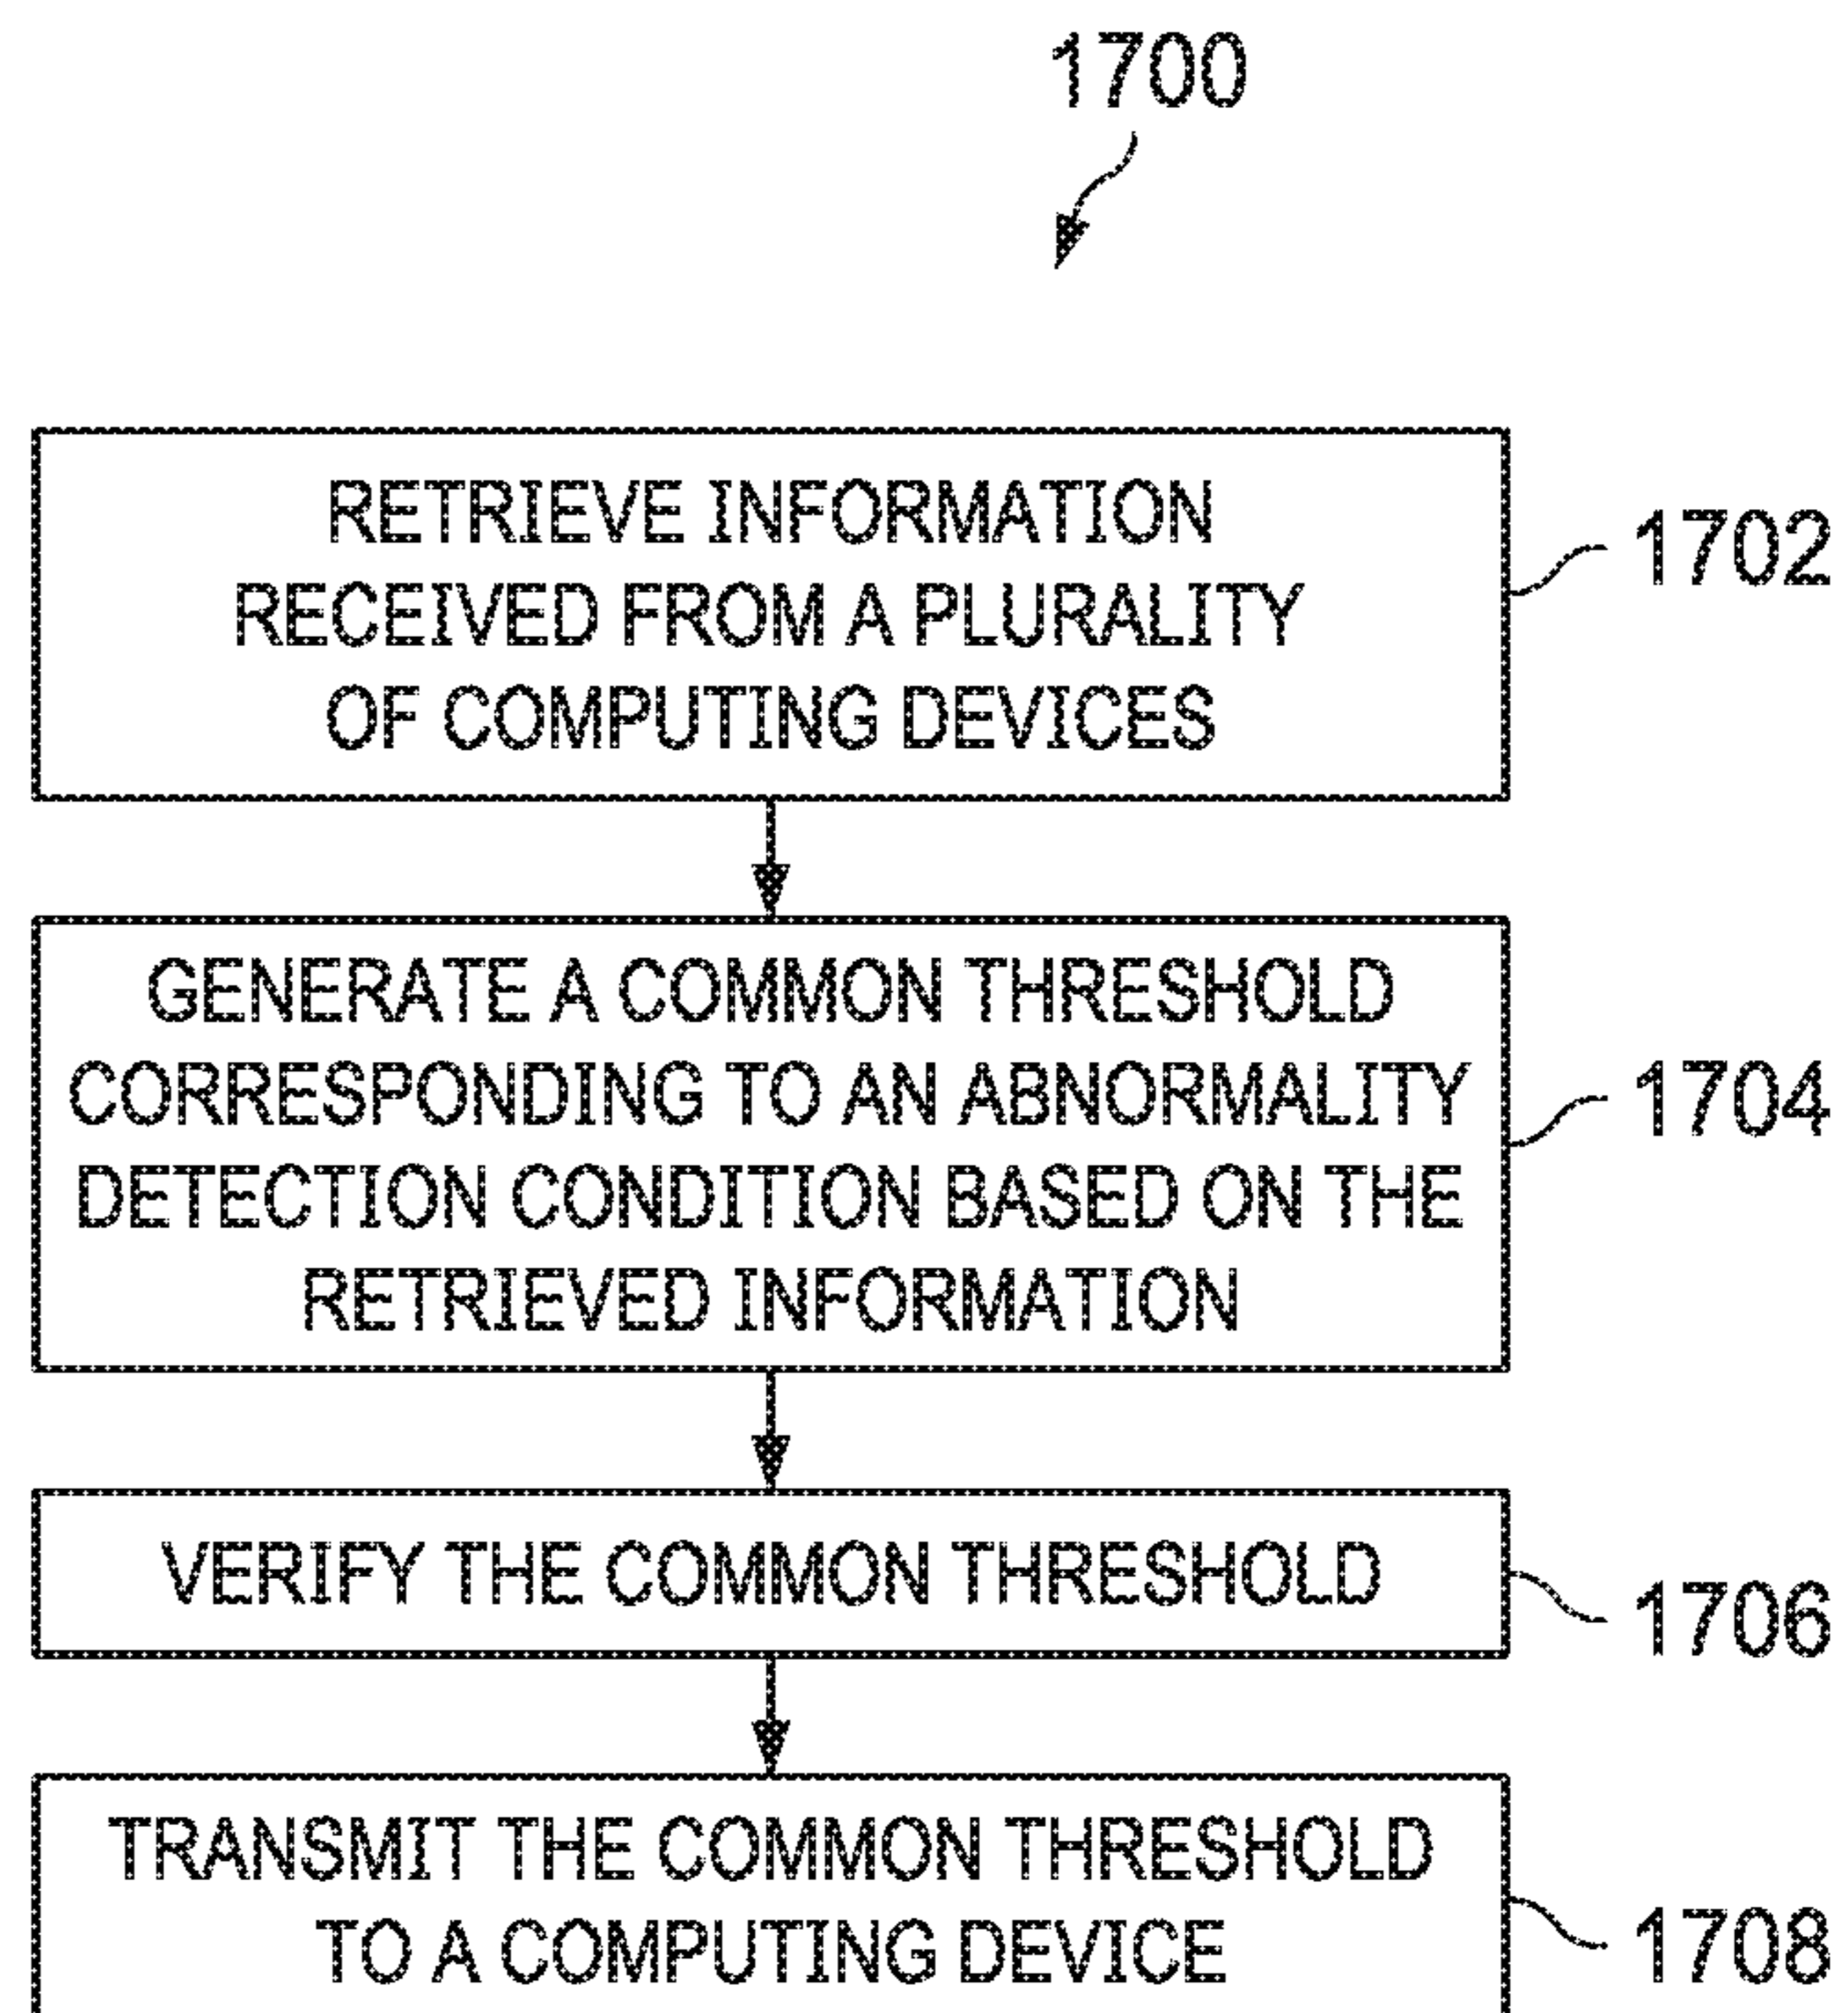 1700
RETRIEVE INFORMATION
RECEIVED FROM A PLURALITY
OF COMPUTING DEVICES
1702
GENERATE A COMMON THRESHOLD
CORRESPONDING TO AN ABNORMALITY
DETECTION CONDITION BASED ON THE
RETRIEVED INFORMATION
1704
VERIFY THE COMMON THRESHOLD
1706
TRANSMIT THE COMMON THRESHOLD
TO A COMPUTING DEVICE
1708